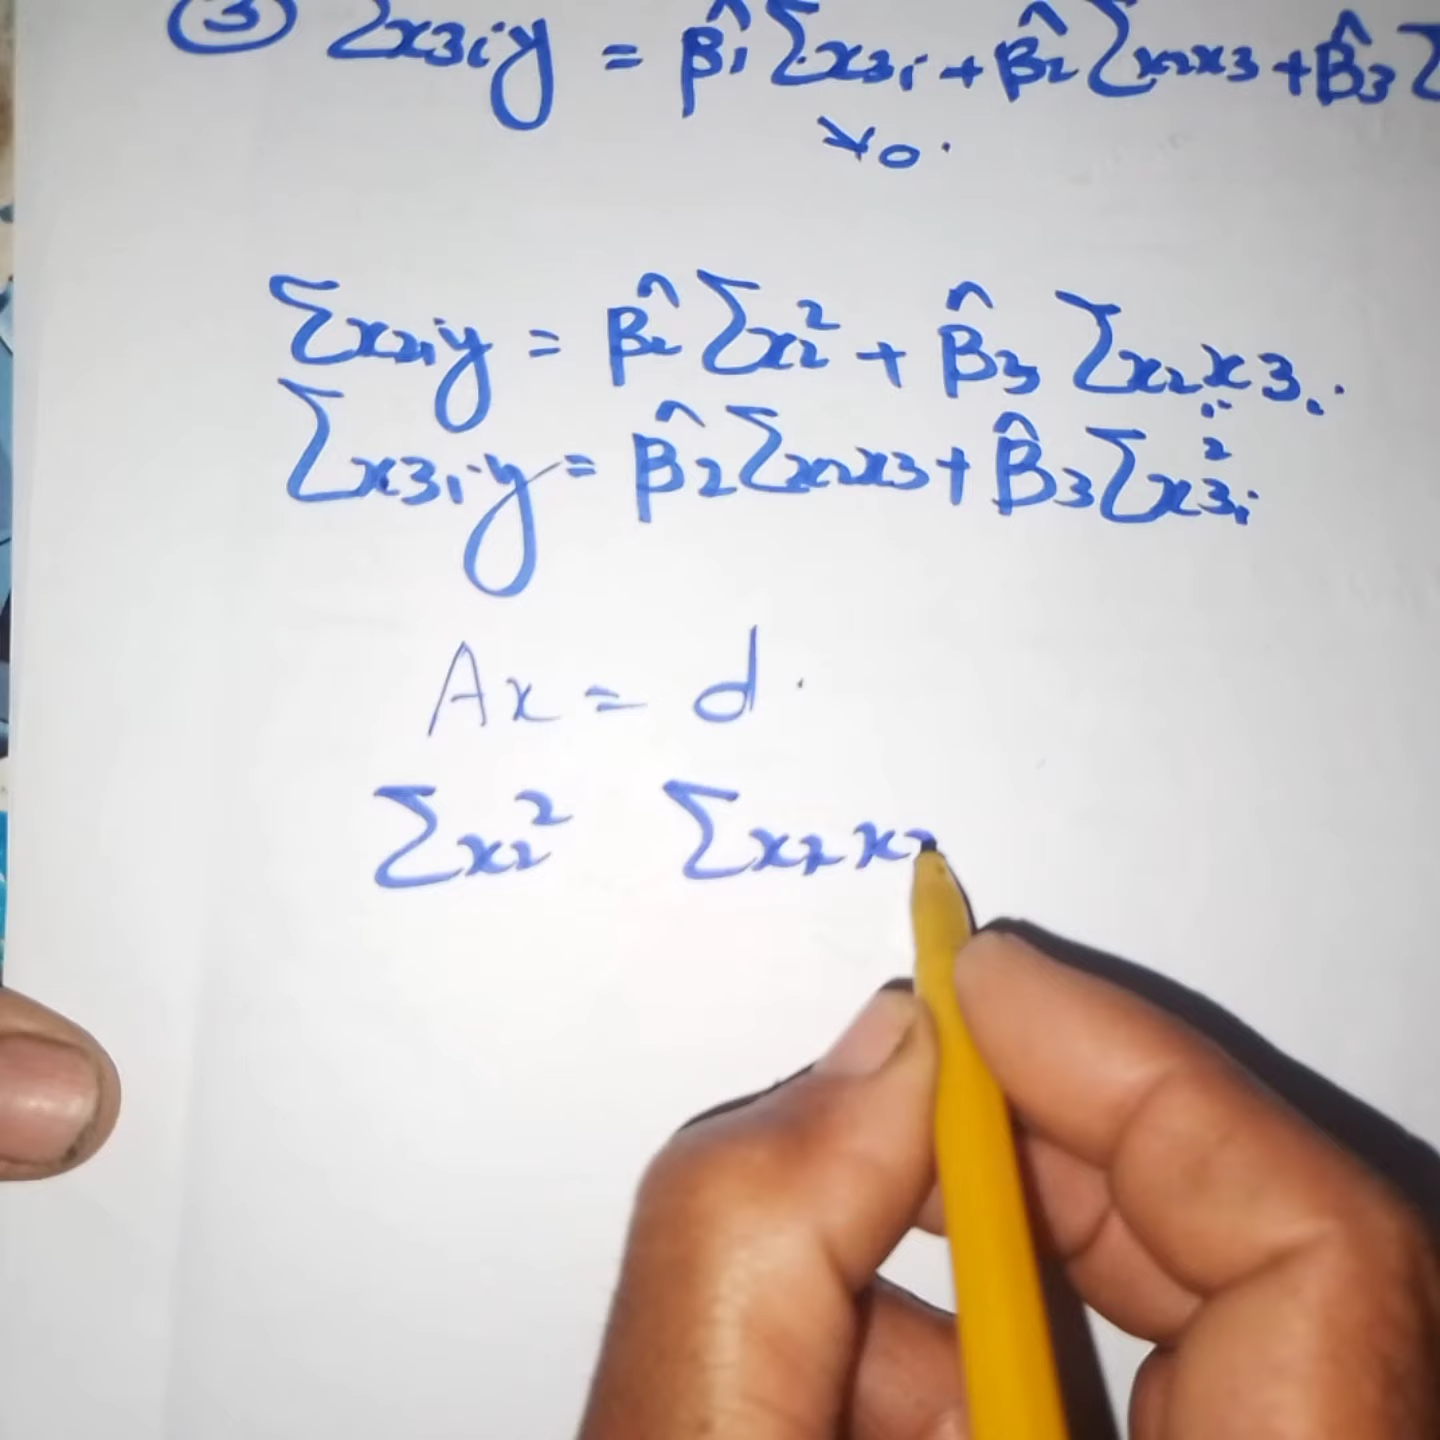 ③ Σx3iy = β̂1 Σx3i + β̂2 Σx2x3 + β̂3 Σ
↘0.
Σx2iy = β̂2 Σx2² + β̂3 Σx2x3i
Σx3iy = β̂2 Σx2x3 + β̂3 Σx3i²
Ax = d.
Σx2² Σx2x3